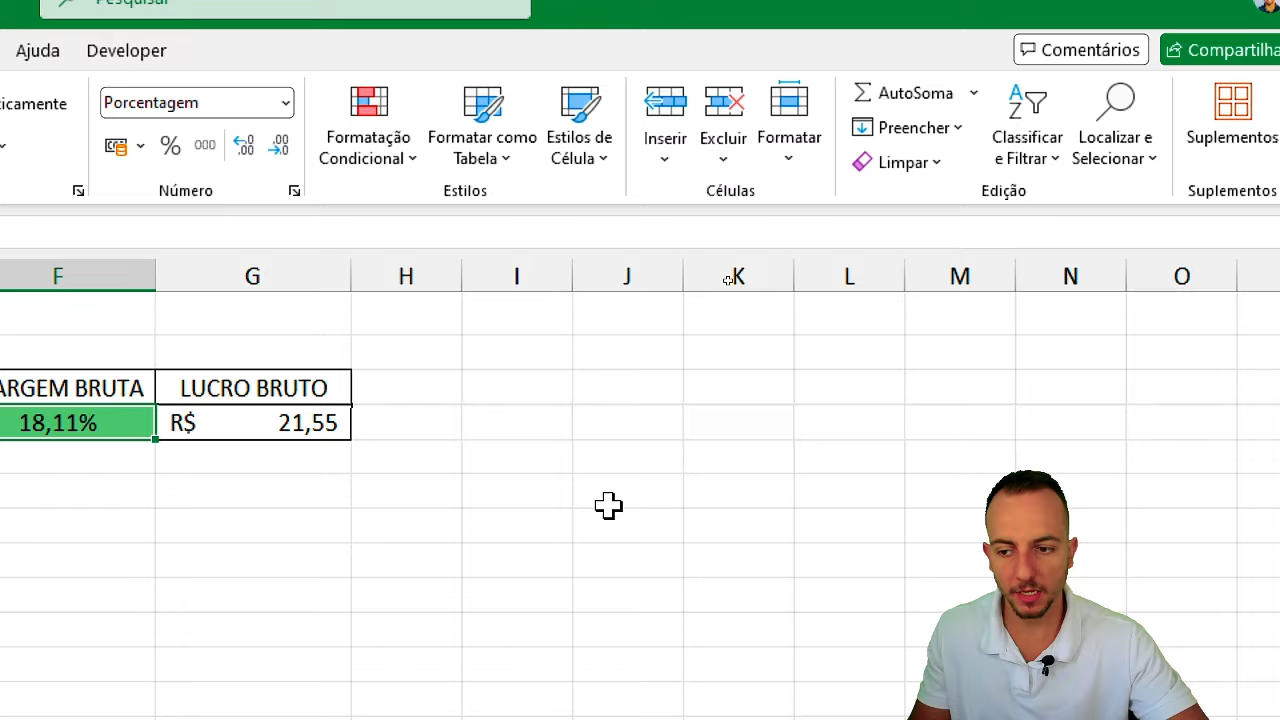 Pesquisar
Ajuda Developer Comentários Compartilha
icamente Porcentagem
% 000
Formatação Condicional
Formatar como Tabela
Estilos de Célula
Inserir
Excluir
Formatar
AutoSoma
Preencher
Limpar
Classificar e Filtrar
Localizar e Selecionar
Suplementos
Número Estilos Células Edição Suplementos
F G H I J K L M N O
ARGEM BRUTA LUCRO BRUTO
18,11% R$ 21,55